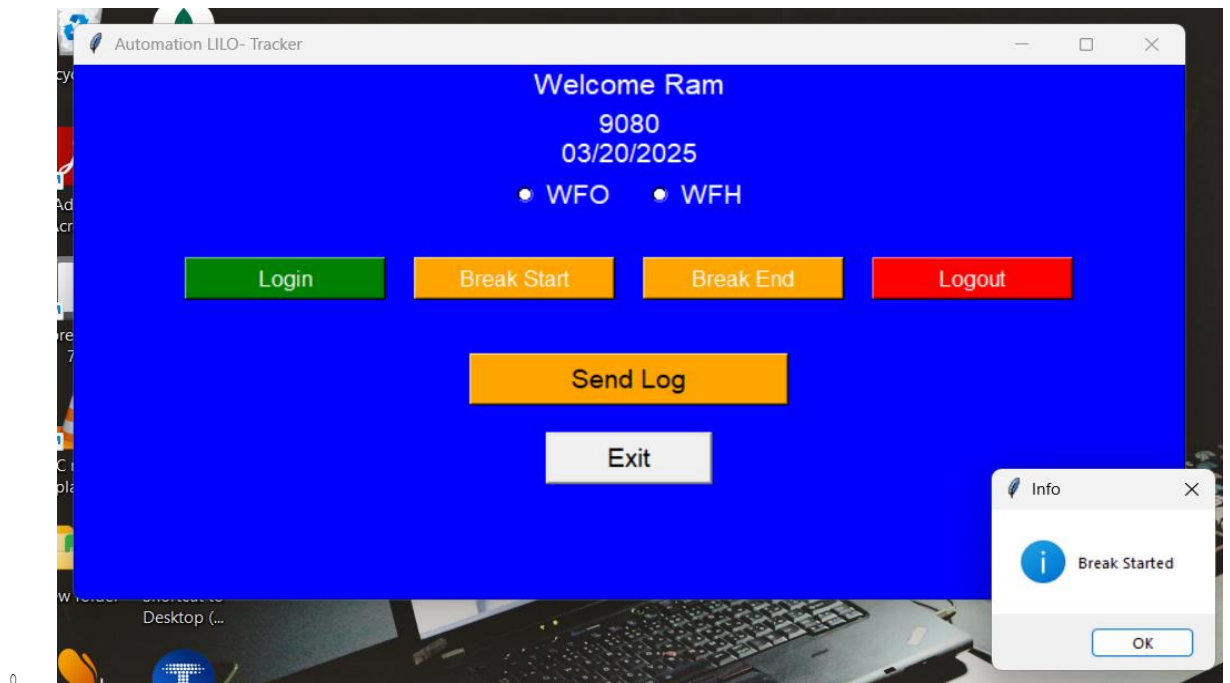 Automation LILO- Tracker
Welcome Ram
9080
03/20/2025
WFO WFH
Login Break Start Break End Logout
Send Log
Exit
Info
Break Started
OK
Desktop (...